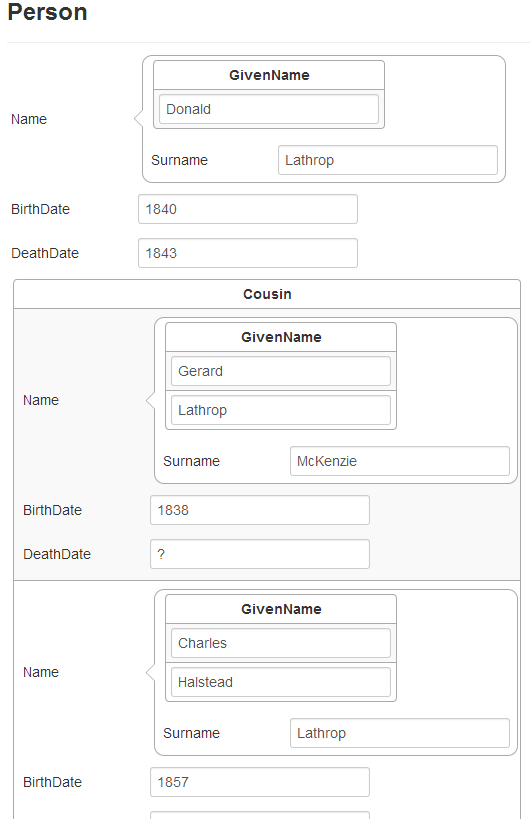 Person
GivenName
Donald
Name
Surname Lathrop
BirthDate 1840
DeathDate 1843
Cousin
GivenName
Gerard
Name
Lathrop
Surname McKenzie
BirthDate 1838
DeathDate ?
GivenName
Charles
Name
Halstead
Surname Lathrop
BirthDate 1857